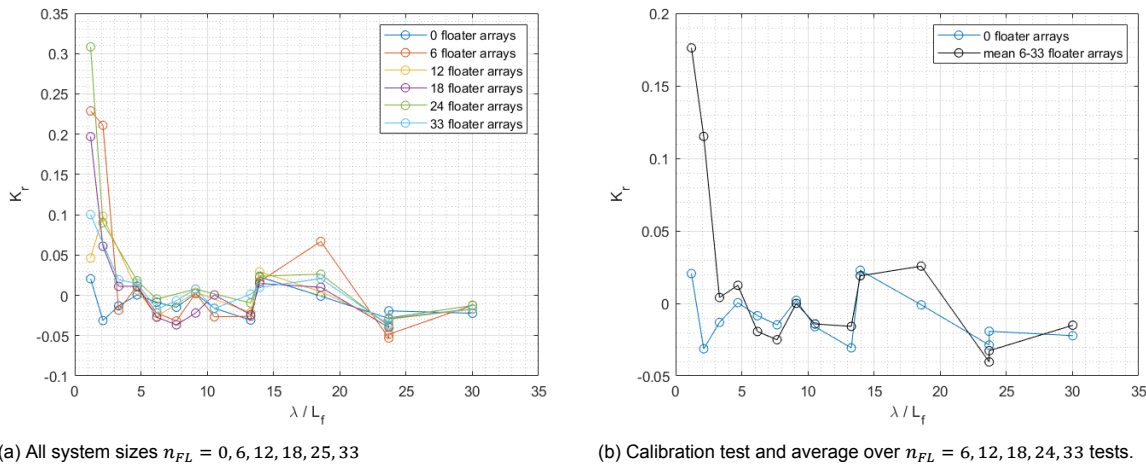 0.35
0.3
0.25
0.2
0.15
0.1
0.05
0
-0.05
-0.1
K_r
0 floater arrays
6 floater arrays
12 floater arrays
18 floater arrays
24 floater arrays
33 floater arrays
0 5 10 15 20 25 30 35
λ / L_f
(a) All system sizes n_FL = 0, 6, 12, 18, 25, 33
0.2
0.15
0.1
0.05
0
-0.05
K_r
0 floater arrays
mean 6-33 floater arrays
0 5 10 15 20 25 30 35
λ / L_f
(b) Calibration test and average over n_FL = 6, 12, 18, 24, 33 tests.